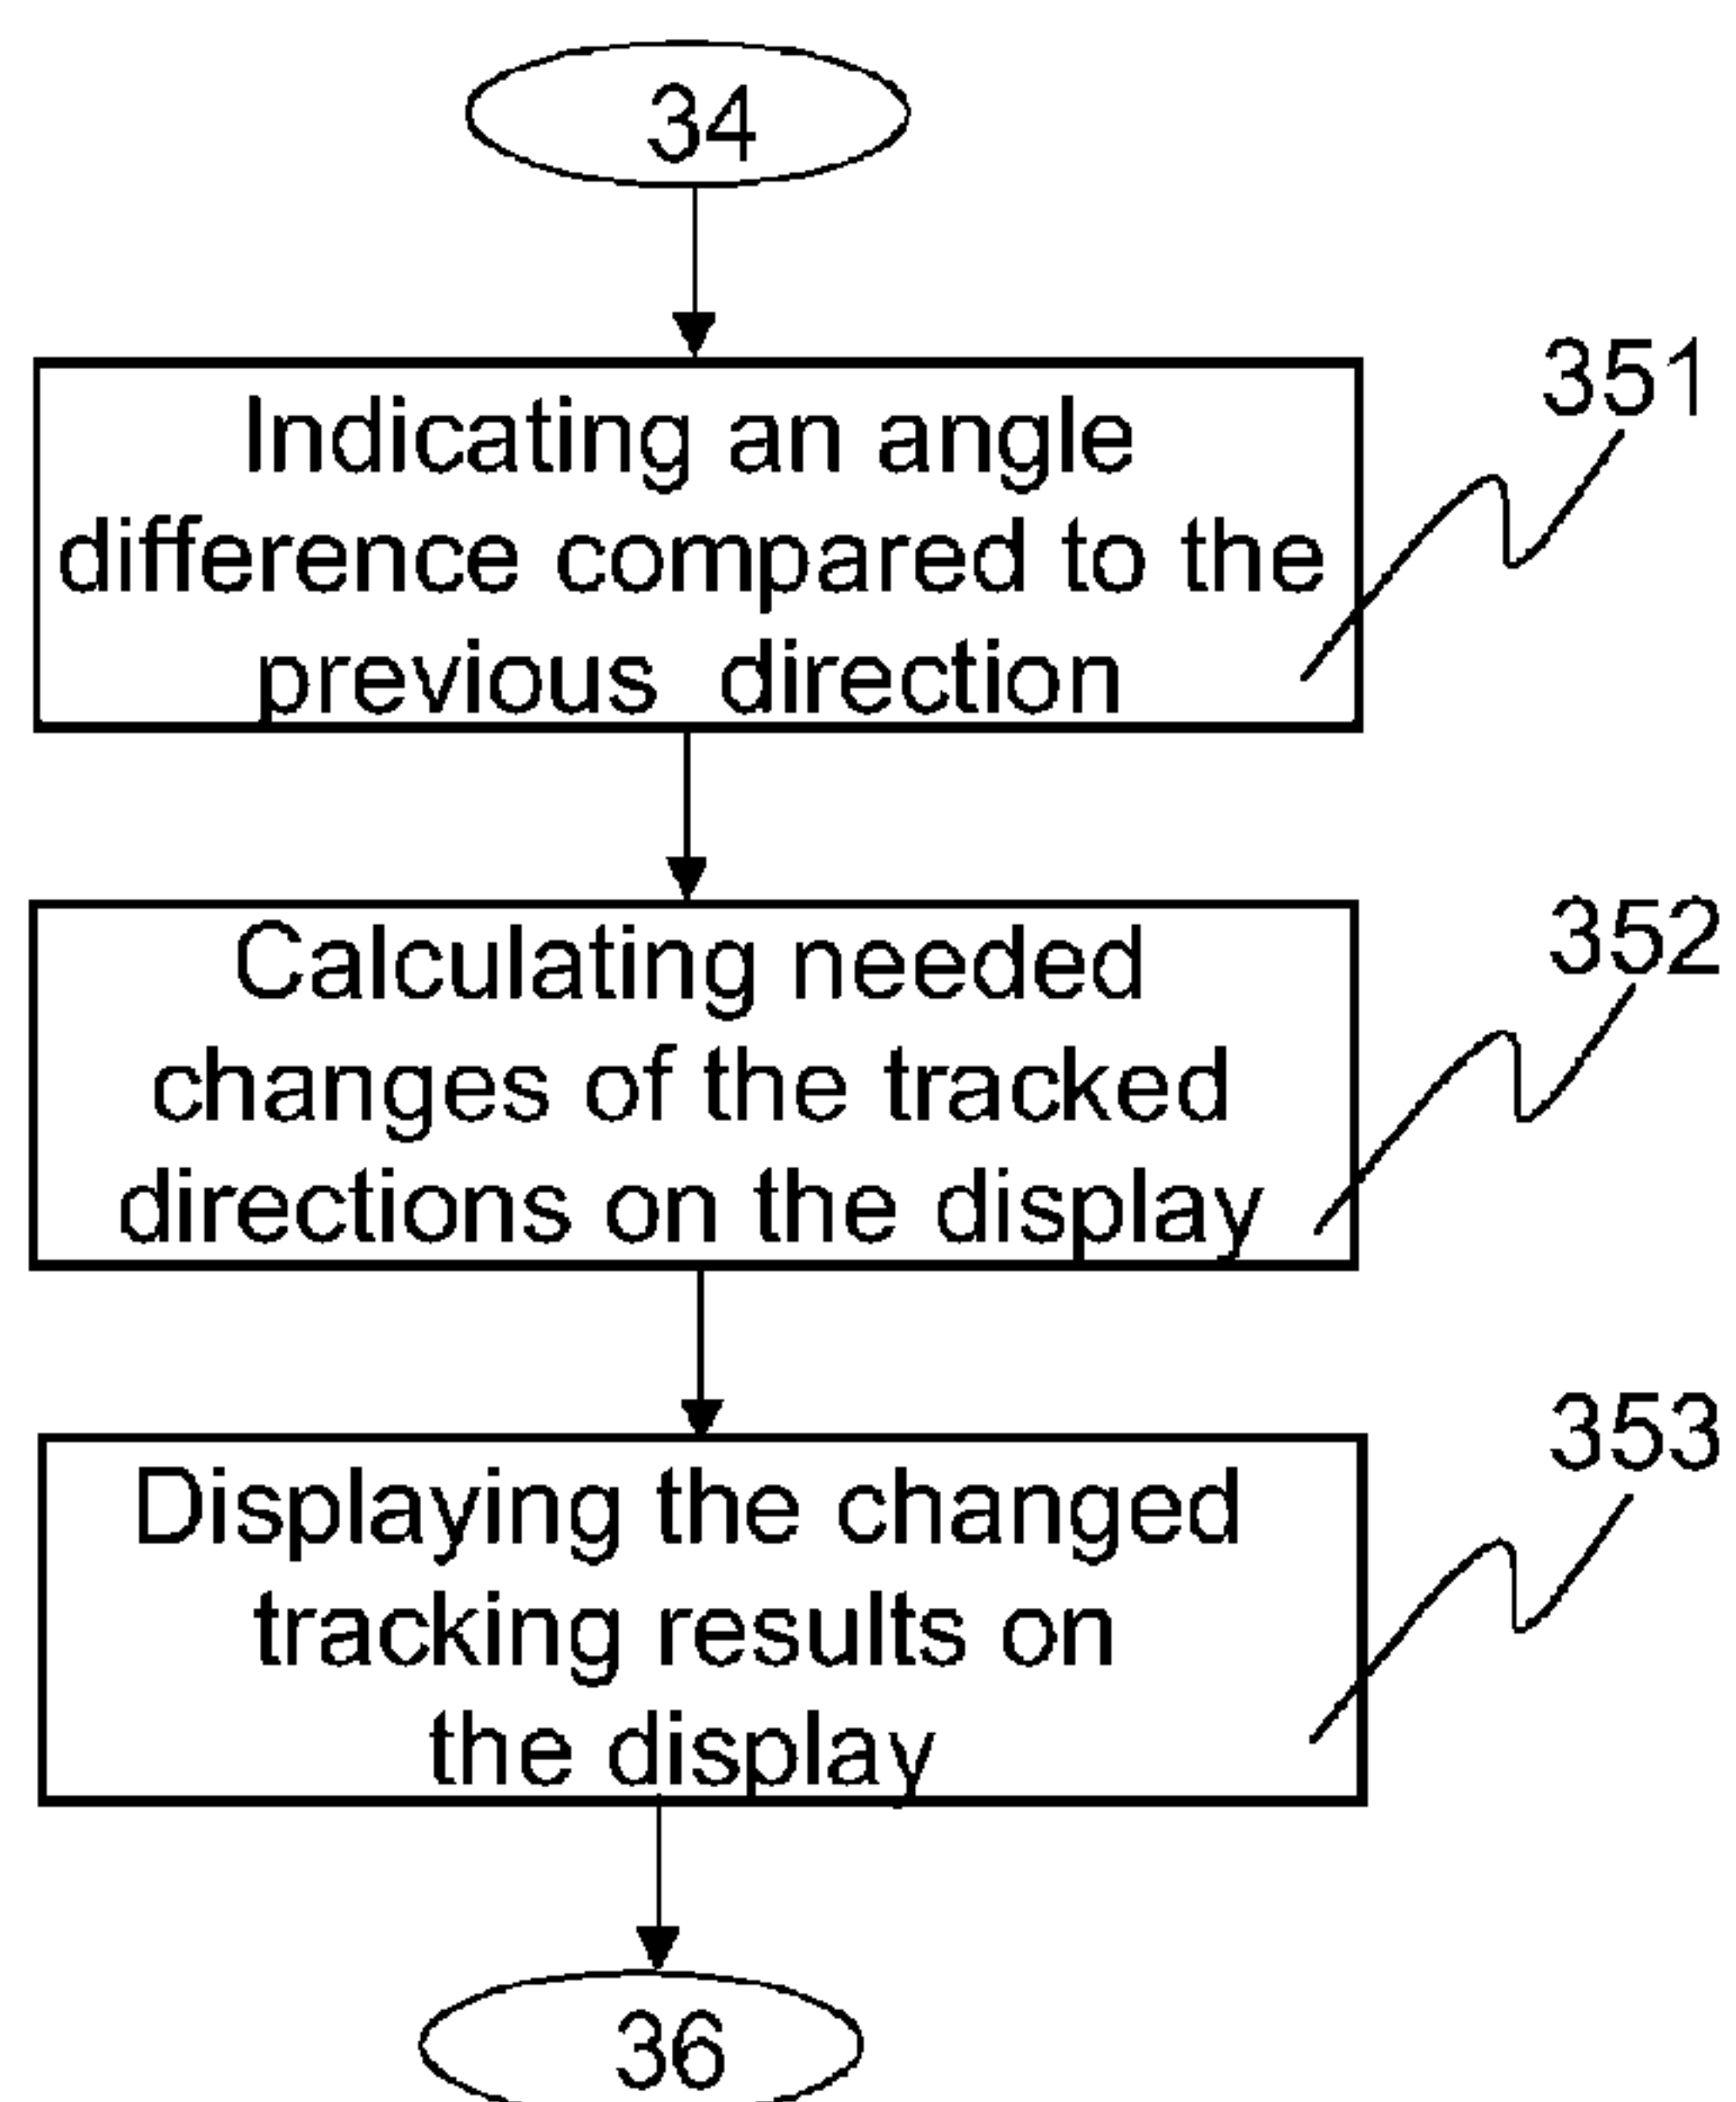 34
351
Indicating an angle
difference compared to the
previous direction
352
Calculating needed
changes of the tracked
directions on the display
353
Displaying the changed
tracking results on
the display
36